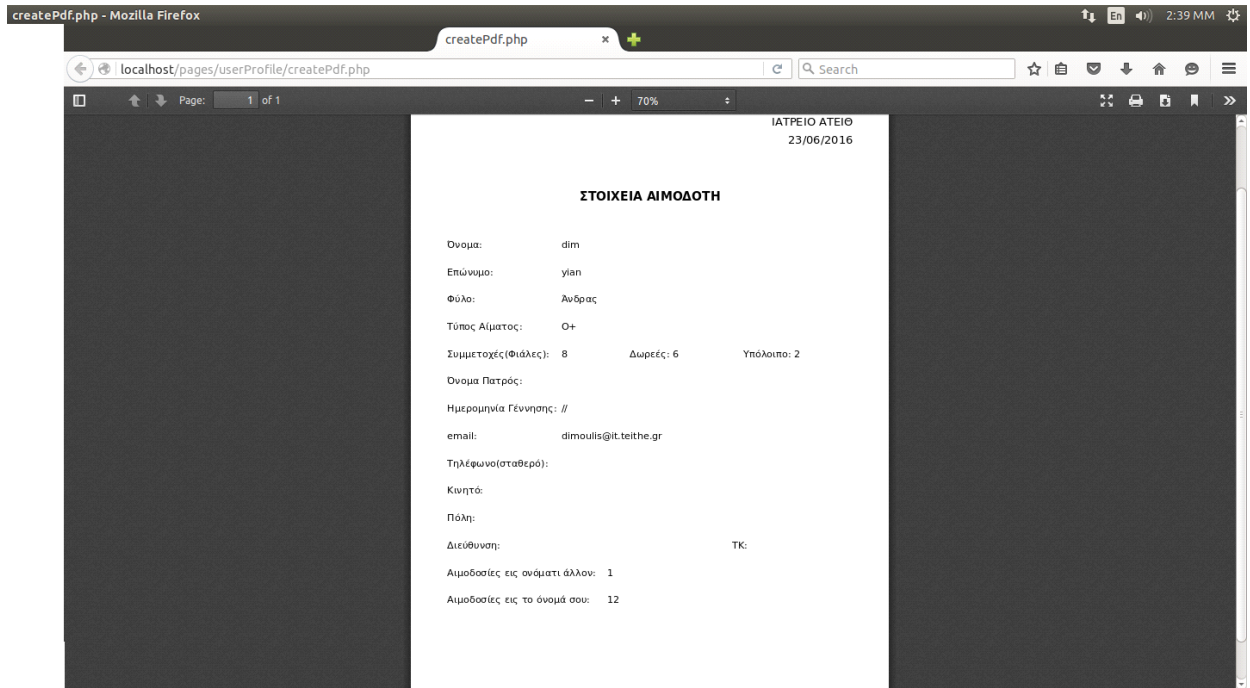 createPdf.php - Mozilla Firefox
En
2:39 MM
createPdf.php
localhost/pages/userProfile/createPdf.php
Search
Page: 1 of 1
70%
ΙΑΤΡΕΙΟ ΑΤΕΙΘ
23/06/2016
ΣΤΟΙΧΕΙΑ ΑΙΜΟΔΟΤΗ
Όνομα: dim
Επώνυμο: yian
Φύλο: Άνδρας
Τύπος Αίματος: O+
Συμμετοχές(Φιάλες): 8 Δωρεές: 6 Υπόλοιπο: 2
Όνομα Πατρός:
Ημερομηνία Γέννησης: //
email: dimoulis@it.teithe.gr
Τηλέφωνο(σταθερό):
Κινητό:
Πόλη:
Διεύθυνση: ΤΚ:
Αιμοδοσίες εις ονόματι άλλον: 1
Αιμοδοσίες εις το όνομά σου: 12